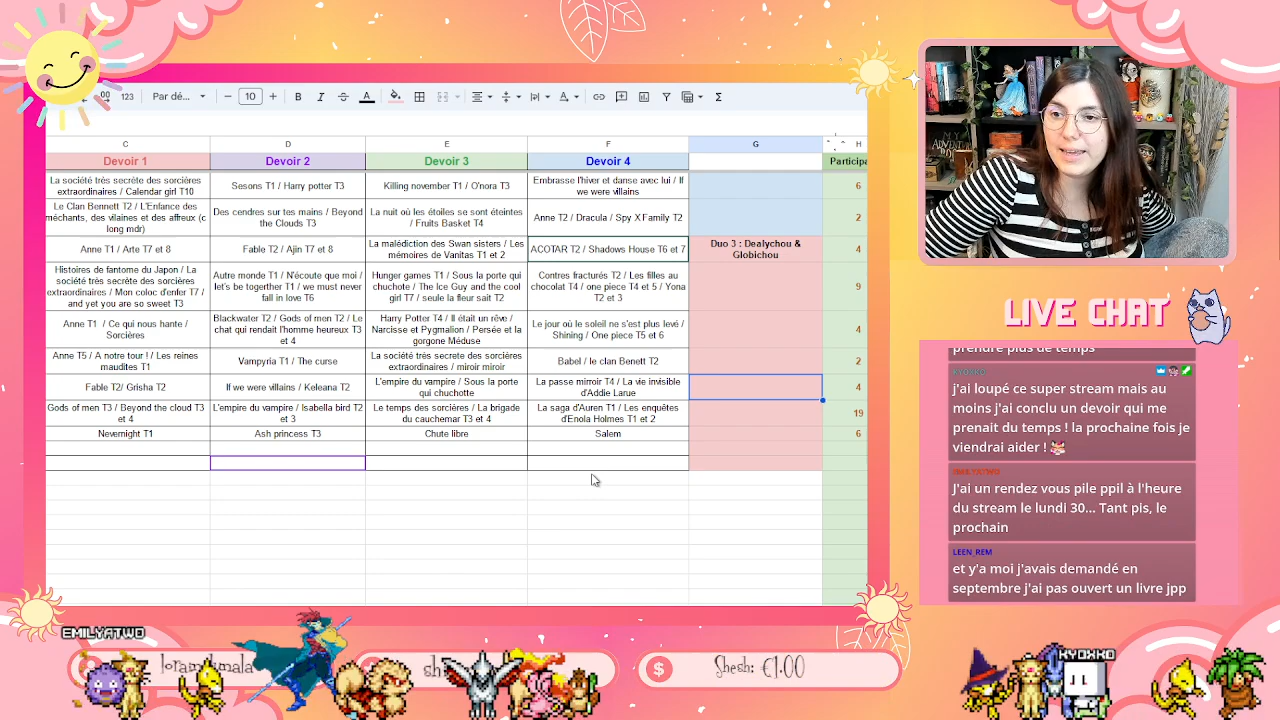 00 123 Par dé... 10
C D E F G H
Devoir 1 Devoir 2 Devoir 3 Devoir 4 Participa
La société très secrète des sorcières extraordinaires / Calendar girl T10
Sesons T1 / Harry potter T3
Killing november T1 / O'nora T3
Embrasse l'hiver et danse avec lui / If we were villains
6
Le Clan Bennett T2 / L'Enfance des méchants, des vilaines et des affreux (c long mdr)
Des cendres sur tes mains / Beyond the Clouds T3
La nuit où les étoiles se sont éteintes / Fruits Basket T4
Anne T2 / Dracula / Spy X Family T2
2
Anne T1 / Arte T7 et 8
Fable T2 / Ajin T7 et 8
La malédiction des Swan sisters / Les mémoires de Vanitas T1 et 2
ACOTAR T2 / Shadows House T6 et 7
Duo 3 : Dealychou & Globichou
4
Histoires de fantome du Japon / La société très secrète des sorcières extraordinaires / Mon coloc d'enfer T7 / and yet you are so sweet T3
Autre monde T1 / N'écoute que moi / let's be together T1 / we must never fall in love T6
Hunger games T1 / Sous la porte qui chuchote / The Ice Guy and the cool girl T7 / seule la fleur sait T2
Contres fracturés T2 / Les filles au chocolat T4 / one piece T4 et 5 / Yona T2 et 3
9
Anne T1 / Ce qui nous hante / Sorcières
Blackwater T2 / Gods of men T2 / Le chat qui rendait l'homme heureux T3 et 4
Harry Potter T4 / Il était un rêve / Narcisse et Pygmalion / Persée et la gorgone Méduse
Le jour où le soleil ne s'est plus levé / Shining / One piece T5 et 6
4
Anne T5 / A notre tour ! / Les reines maudites T1
Vampyria T1 / The curse
La société très secrete des sorcières extraordinaires / miroir miroir
Babel / le clan Benett T2
2
Fable T2/ Grisha T2
If we were villains / Keleana T2
L'empire du vampire / Sous la porte qui chuchotte
La passe mirroir T4 / La vie invisible d'Addie Larue
4
Gods of men T3 / Beyond the cloud T3 et 4
L'empire du vampire / Isabella bird T2 et 3
Le temps des sorcières / La brigade du cauchemar T3 et 4
La saga d'Auren T1 / Les enquêtes d'Enola Holmes T1 et 2
19
Nevernight T1
Ash princess T3
Chute libre
Salem
6
MY ADVENTURE
LIVE CHAT
prendre plus de temps
KYOXKO
j'ai loupé ce super stream mais au
moins j'ai conclu un devoir qui me
prenait du temps ! la prochaine fois je
viendrai aider !
EMILYATWO
J'ai un rendez vous pile ppil à l'heure
du stream le lundi 30... Tant pis, le
prochain
LEEN_REM
et y'a moi j'avais demandé en
septembre j'ai pas ouvert un livre jpp
EMILYATWO
$ Shesh: €1.00
KYOXKO